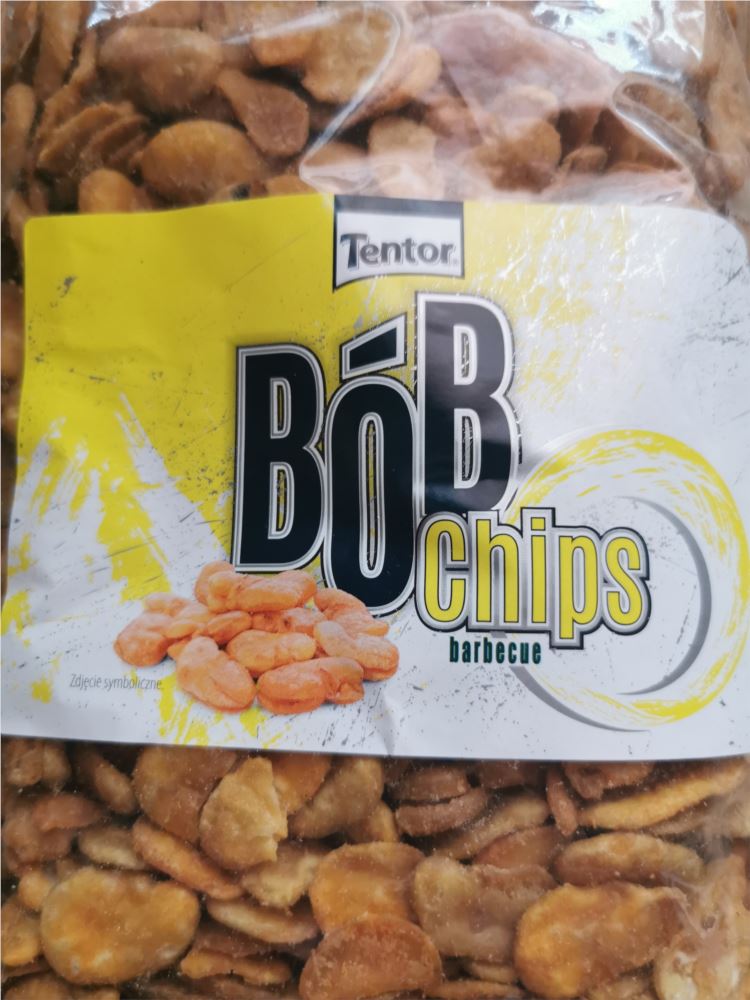 Tentor
BÓB
chips
barbecue
Zdjęcie symboliczne.